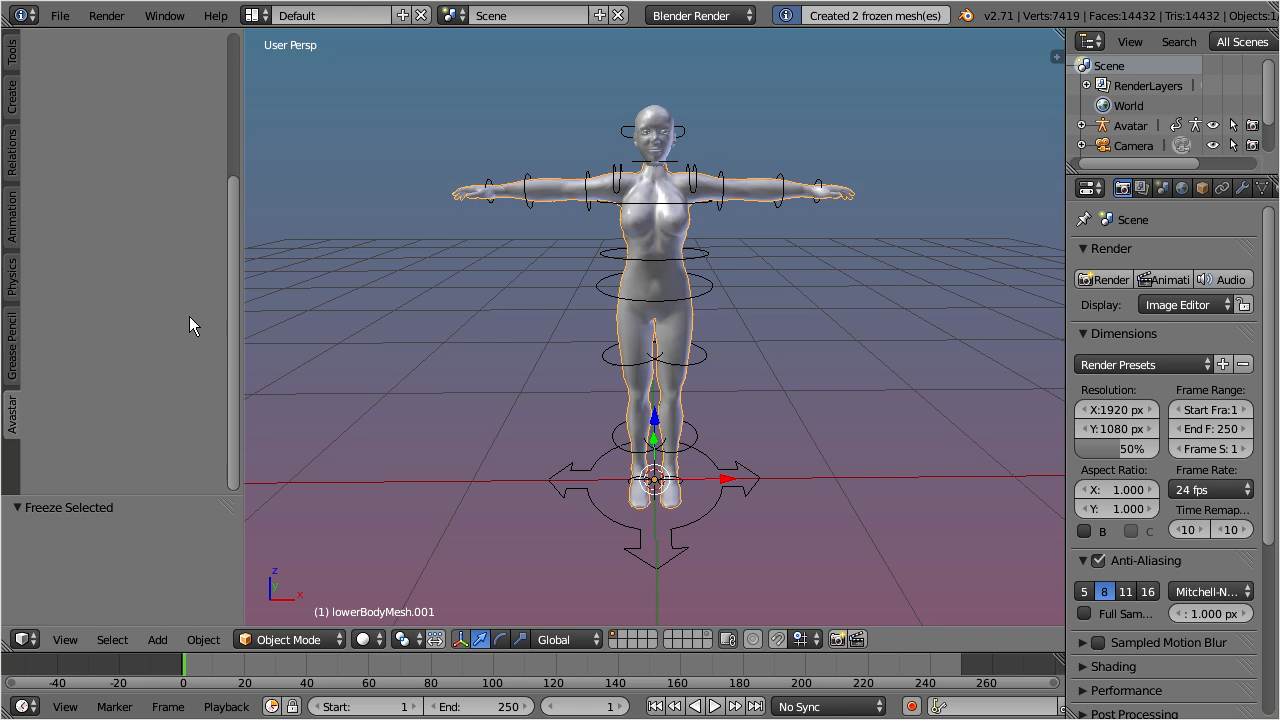 File Render Window Help Default Scene Blender Render Created 2 frozen mesh(es) v2.71 | Verts:7419 | Faces:14432 | Tris:14432 | Objects:1
User Persp
View Search All Scenes
Scene
RenderLayers
World
Avatar
Camera
Tools
Create
Relations
Animation
Physics
Grease Pencil
Avastar
Scene
Render
Render Animati Audio
Display: Image Editor
Dimensions
Render Presets
Resolution: Frame Range:
X:1920 px Start Fra:1
Y:1080 px End F: 250
50% Frame S: 1
Aspect Ratio: Frame Rate:
X: 1.000 24 fps
Y: 1.000 Time Remap...
B C 10 10
Anti-Aliasing
5 8 11 16 Mitchell-N...
Full Sam... : 1.000 px
Sampled Motion Blur
Shading
Performance
Post Processing
Freeze Selected
z
y
x
(1) lowerBodyMesh.001
View Select Add Object Object Mode Global
-40 -20 0 20 40 60 80 100 120 140 160 180 200 220 240 260
View Marker Frame Playback Start: 1 End: 250 1 No Sync